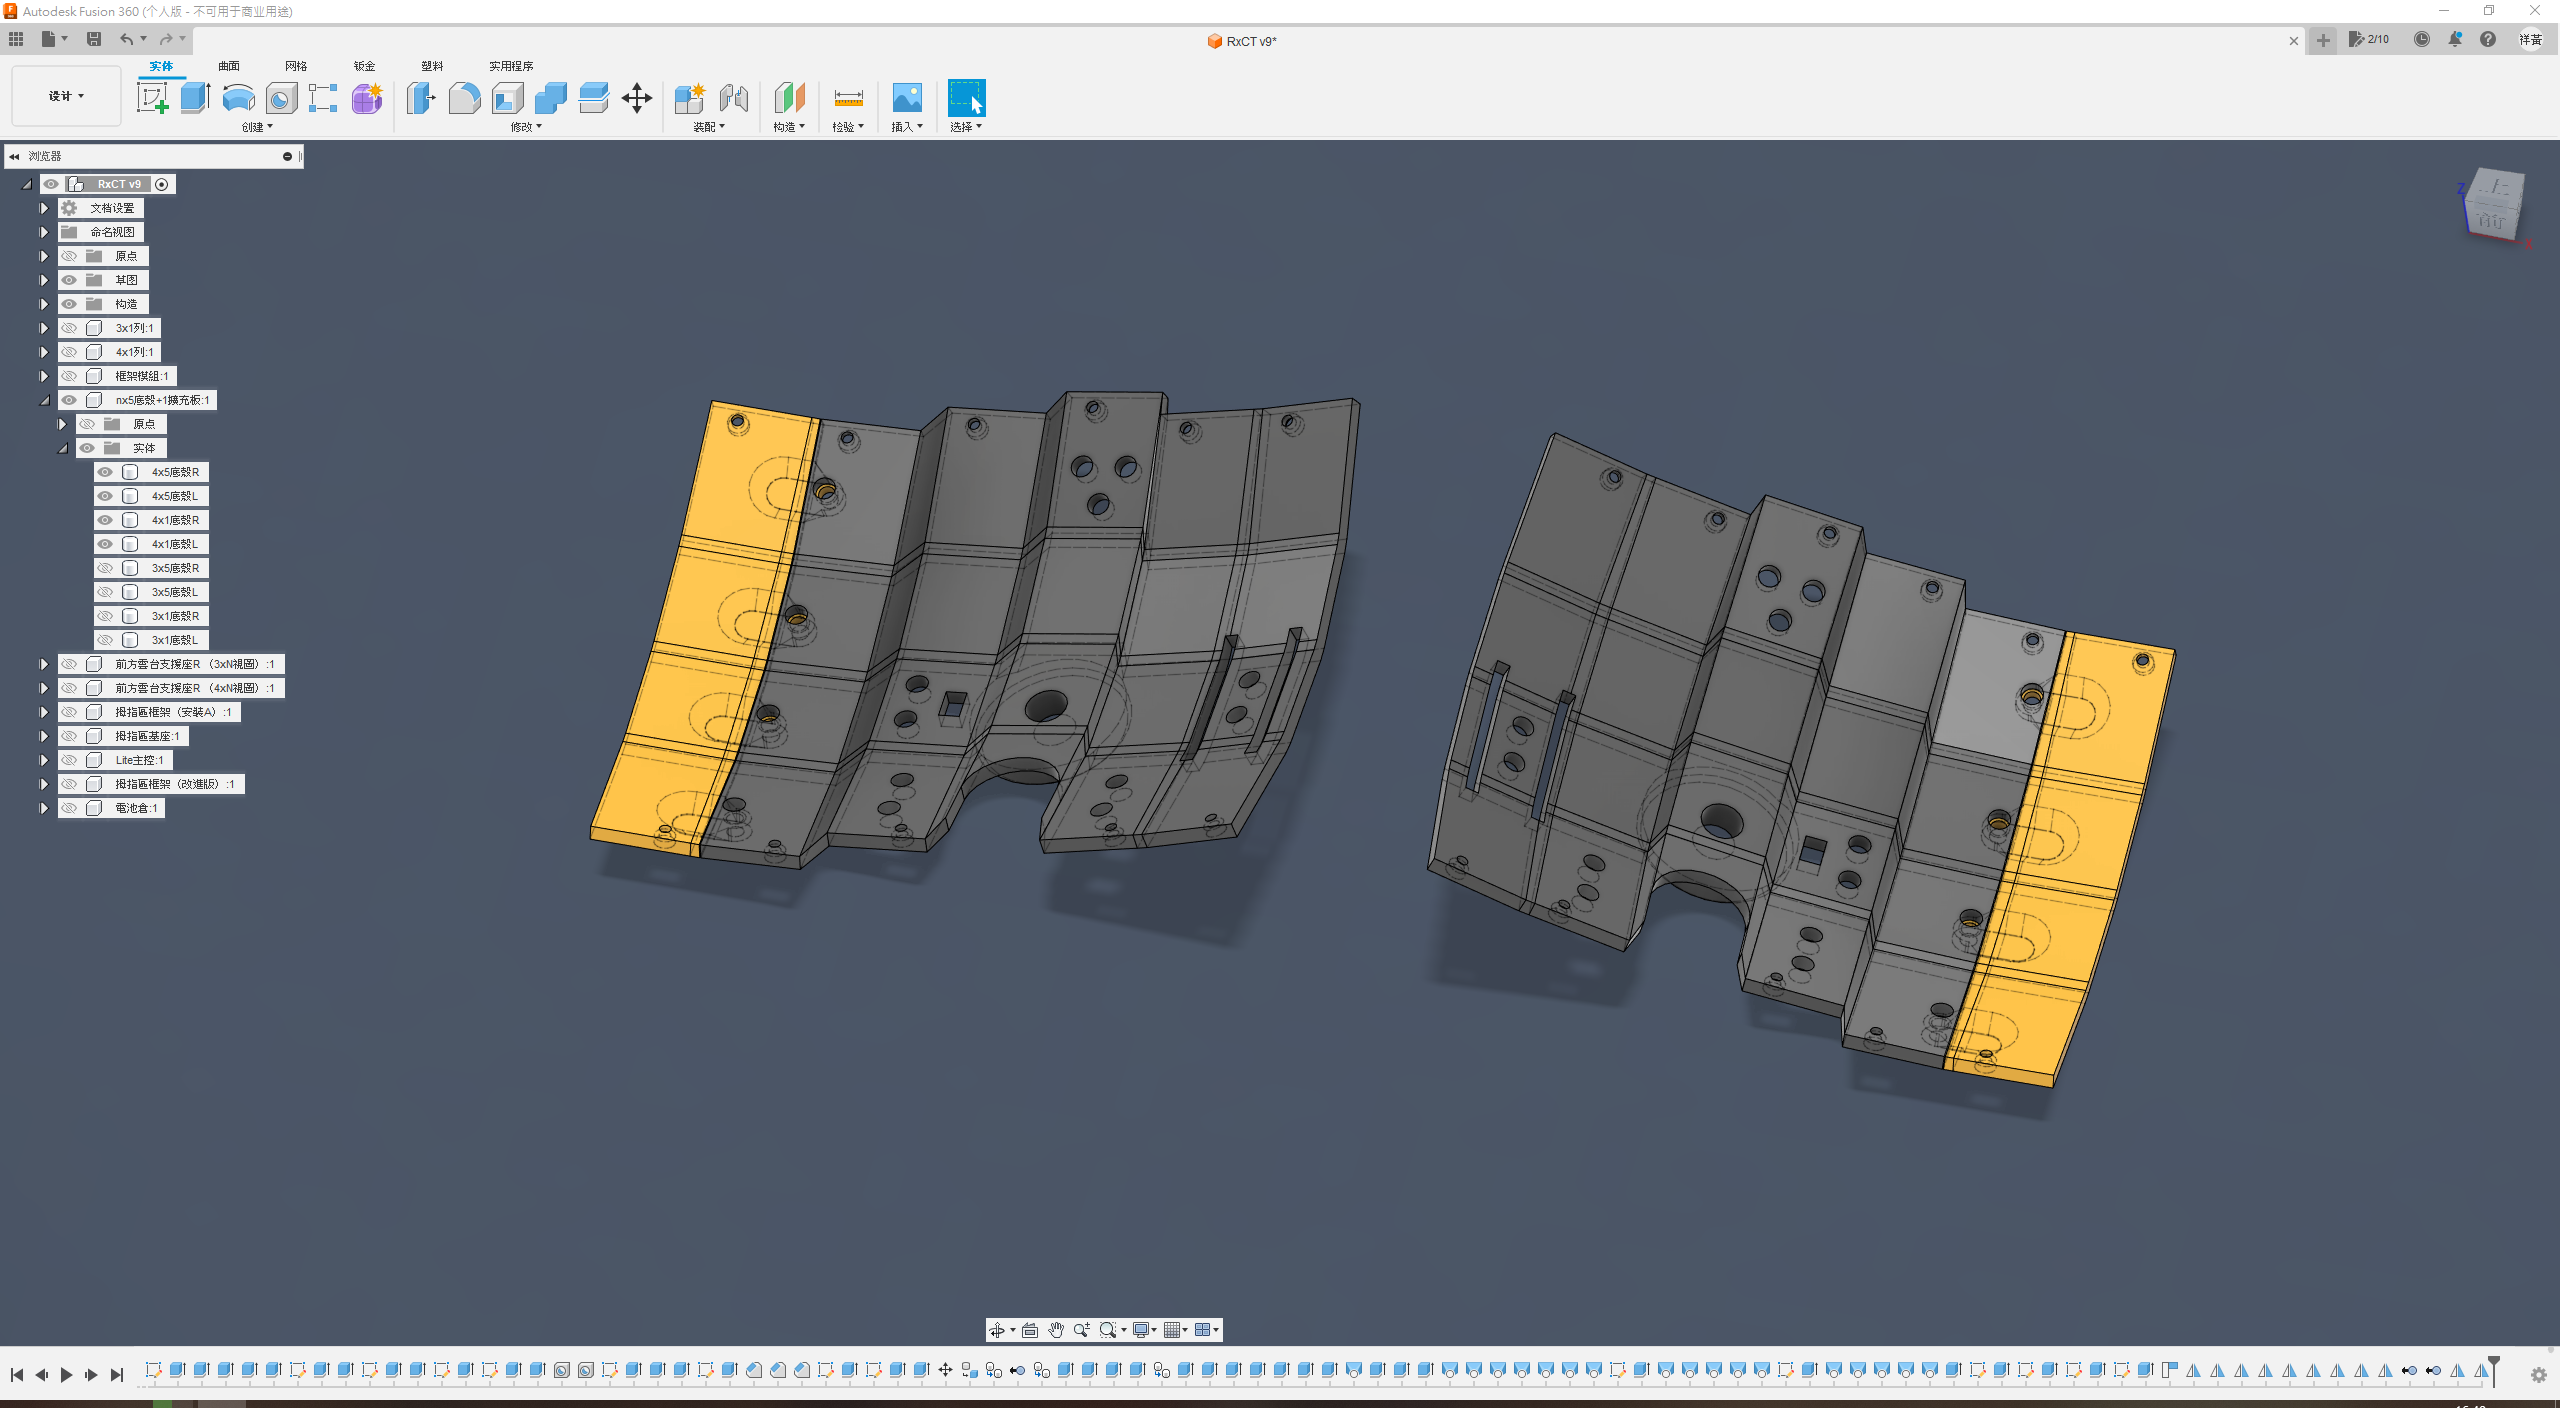 Autodesk Fusion 360 (个人版 - 不可用于商业用途)
RxCT v9*
2/10
祥黃
实体 曲面 网格 钣金 塑料 实用程序
设计
创建 修改 装配 构造 检验 插入 选择
浏览器
RxCT v9
文档设置
命名视图
原点
草图
构造
3x1列:1
4x1列:1
框架模組:1
nx5底殼+1擴充板:1
原点
实体
4x5底殼R
4x5底殼L
4x1底殼R
4x1底殼L
3x5底殼R
3x5底殼L
3x1底殼R
3x1底殼L
前方雲台支援座R（3xN視圖）:1
前方雲台支援座R（4xN視圖）:1
拇指區框架（安裝A）:1
拇指區基座:1
Lite主控:1
拇指區框架（改進版）:1
電池倉:1
上
前
Z
X